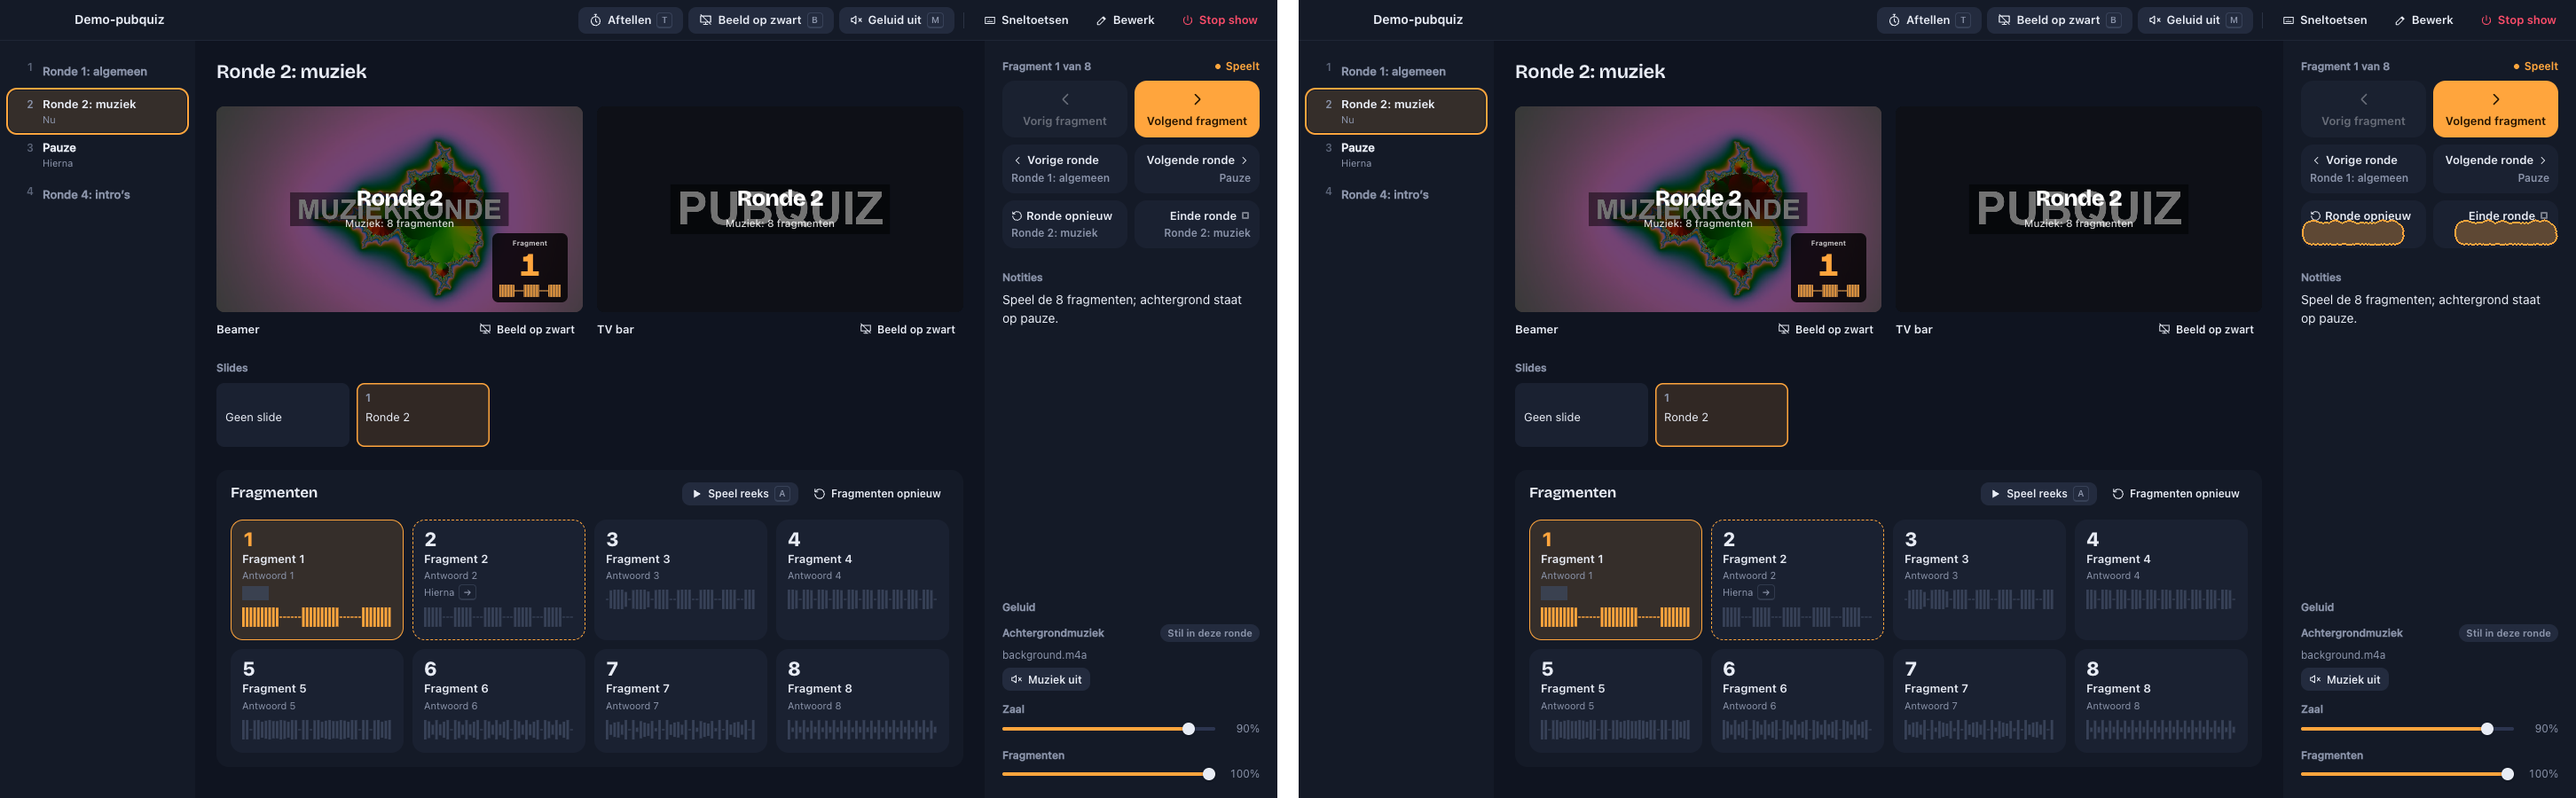 Demo-pubquiz
Aftellen T
Beeld op zwart B
Geluid uit M
Sneltoetsen
Bewerk
Stop show
1 Ronde 1: algemeen
2 Ronde 2: muziek
Nu
3 Pauze
Hierna
4 Ronde 4: intro's
Ronde 2: muziek
MUZIEKRONDE
Ronde 2
Muziek: 8 fragmenten
Fragment
1
PUBQUIZ
Ronde 2
Muziek: 8 fragmenten
Beamer
Beeld op zwart
TV bar
Beeld op zwart
Slides
Geen slide
1
Ronde 2
Fragmenten
Speel reeks A
Fragmenten opnieuw
1
Fragment 1
Antwoord 1
2
Fragment 2
Antwoord 2
Hierna
3
Fragment 3
Antwoord 3
4
Fragment 4
Antwoord 4
5
Fragment 5
Antwoord 5
6
Fragment 6
Antwoord 6
7
Fragment 7
Antwoord 7
8
Fragment 8
Antwoord 8
Fragment 1 van 8
Speelt
Vorig fragment
Volgend fragment
Vorige ronde
Ronde 1: algemeen
Volgende ronde
Pauze
Ronde opnieuw
Ronde 2: muziek
Einde ronde
Ronde 2: muziek
Notities
Speel de 8 fragmenten; achtergrond staat
op pauze.
Geluid
Achtergrondmuziek
Stil in deze ronde
background.m4a
Muziek uit
Zaal
90%
Fragmenten
100%
Demo-pubquiz
Aftellen T
Beeld op zwart B
Geluid uit M
Sneltoetsen
Bewerk
Stop show
1 Ronde 1: algemeen
2 Ronde 2: muziek
Nu
3 Pauze
Hierna
4 Ronde 4: intro's
Ronde 2: muziek
MUZIEKRONDE
Ronde 2
Muziek: 8 fragmenten
Fragment
1
PUBQUIZ
Ronde 2
Muziek: 8 fragmenten
Beamer
Beeld op zwart
TV bar
Beeld op zwart
Slides
Geen slide
1
Ronde 2
Fragmenten
Speel reeks A
Fragmenten opnieuw
1
Fragment 1
Antwoord 1
2
Fragment 2
Antwoord 2
Hierna
3
Fragment 3
Antwoord 3
4
Fragment 4
Antwoord 4
5
Fragment 5
Antwoord 5
6
Fragment 6
Antwoord 6
7
Fragment 7
Antwoord 7
8
Fragment 8
Antwoord 8
Fragment 1 van 8
Speelt
Vorig fragment
Volgend fragment
Vorige ronde
Ronde 1: algemeen
Volgende ronde
Pauze
Ronde opnieuw
Einde ronde
Notities
Speel de 8 fragmenten; achtergrond staat
op pauze.
Geluid
Achtergrondmuziek
Stil in deze ronde
background.m4a
Muziek uit
Zaal
90%
Fragmenten
100%